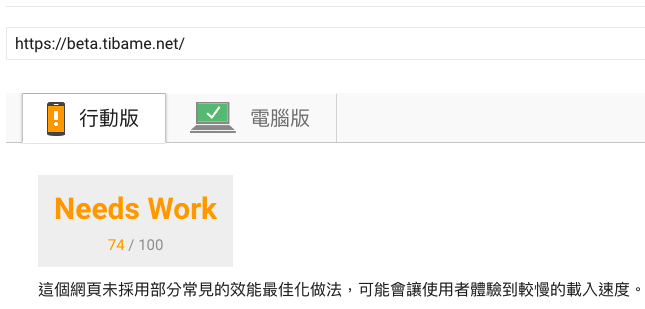 https://beta.tibame.net/
行動版
電腦版
Needs Work
74 / 100
這個網頁未採用部分常見的效能最佳化做法，可能會讓使用者體驗到較慢的載入速度。